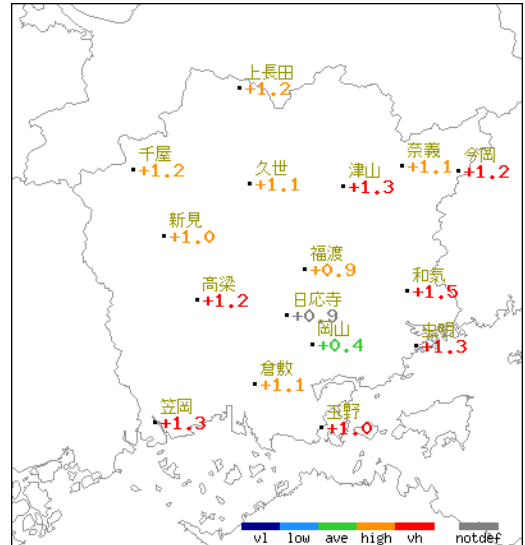 上長田
+1.2
千屋
+1.2
久世
+1.1
津山
+1.3
奈義
+1.1
今岡
+1.2
新見
+1.0
福渡
+0.9
高梁
+1.2
日応寺
+0.9
和気
+1.5
岡山
+0.4
虫明
+1.3
倉敷
+1.1
笠岡
+1.3
玉野
+1.0
vl low ave high vh notdef